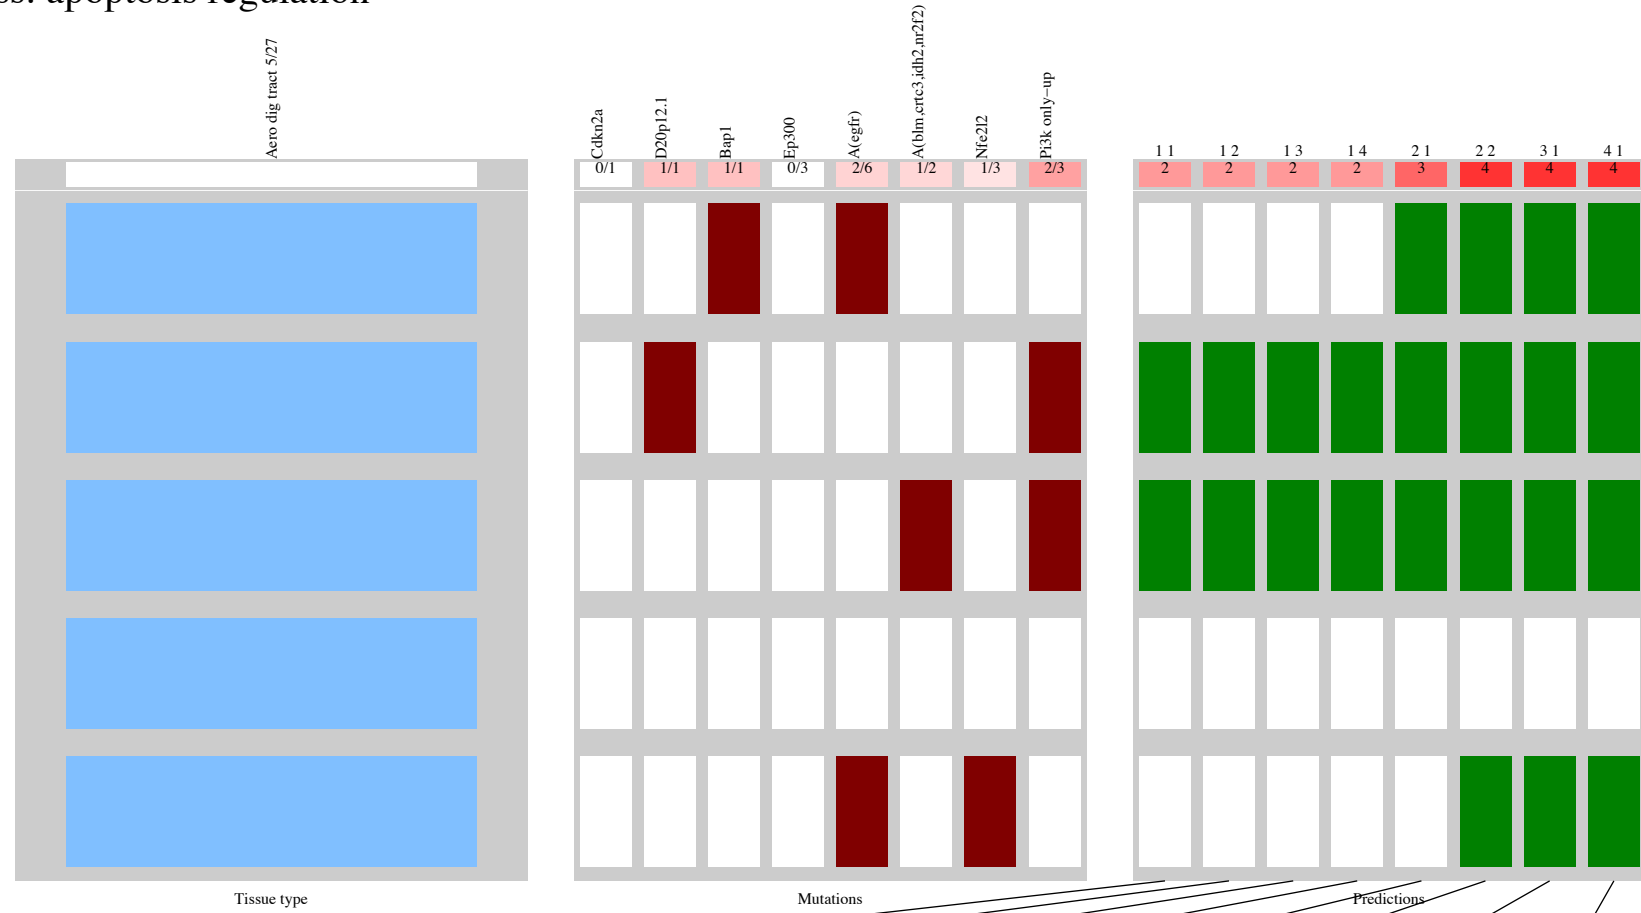 apoptosis regulation
Aero dig tract 5/27
Cdkn2a
D20p12.1
Bap1
Ep300
A(egfr)
A(blm,crtc3,idh2,nr2f2)
Nfe2l2
Pi3k only−up
1 1 1 2 1 3 1 4 2 1 2 2 3 1 4 1
0/1 1/1 1/1 0/3 2/6 1/2 1/3 2/3 2 2 2 2 3 4 4 4
Tissue type Mutations Predictions